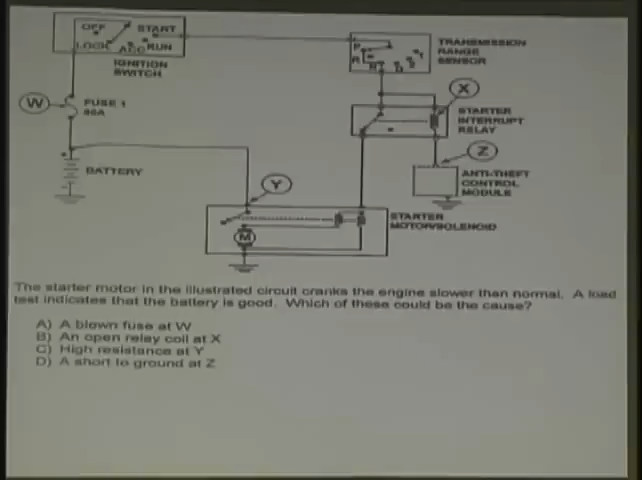 OFF START
LOCK ACC RUN
IGNITION
SWITCH
P
R
N D 2 1
TRANSMISSION
RANGE
SENSOR
W
FUSE 1
X
STARTER
INTERRUPT
RELAY
Z
BATTERY
Y
ANTI-THEFT
CONTROL
MODULE
STARTER
MOTOR/SOLENOID
M
The starter motor in the illustrated circuit cranks the engine slower than normal. A load
test indicates that the battery is good. Which of these could be the cause?
A) A blown fuse at W
B) An open relay coil at X
C) High resistance at Y
D) A short to ground at Z